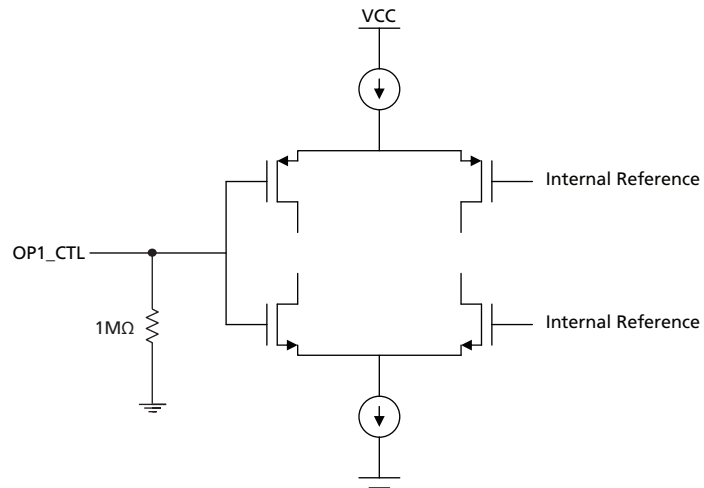 VCC
Internal Reference
OP1_CTL
1MΩ
Internal Reference